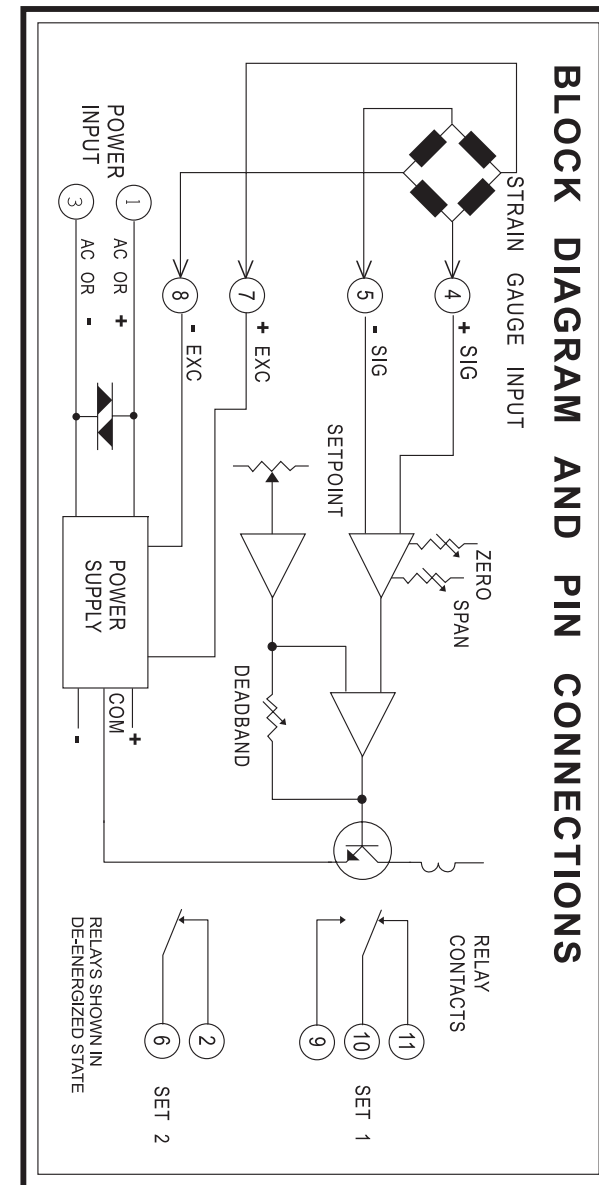 BLOCK DIAGRAM AND PIN CONNECTIONS
STRAIN GAUGE INPUT
4
+ SIG
5
- SIG
7
+ EXC
8
- EXC
POWER
INPUT
1
AC OR +
3
AC OR -
ZERO
SPAN
SETPOINT
DEADBAND
POWER
SUPPLY
+
COM
-
RELAY
CONTACTS
11
10
9
SET 1
2
6
SET 2
RELAYS SHOWN IN
DE-ENERGIZED STATE